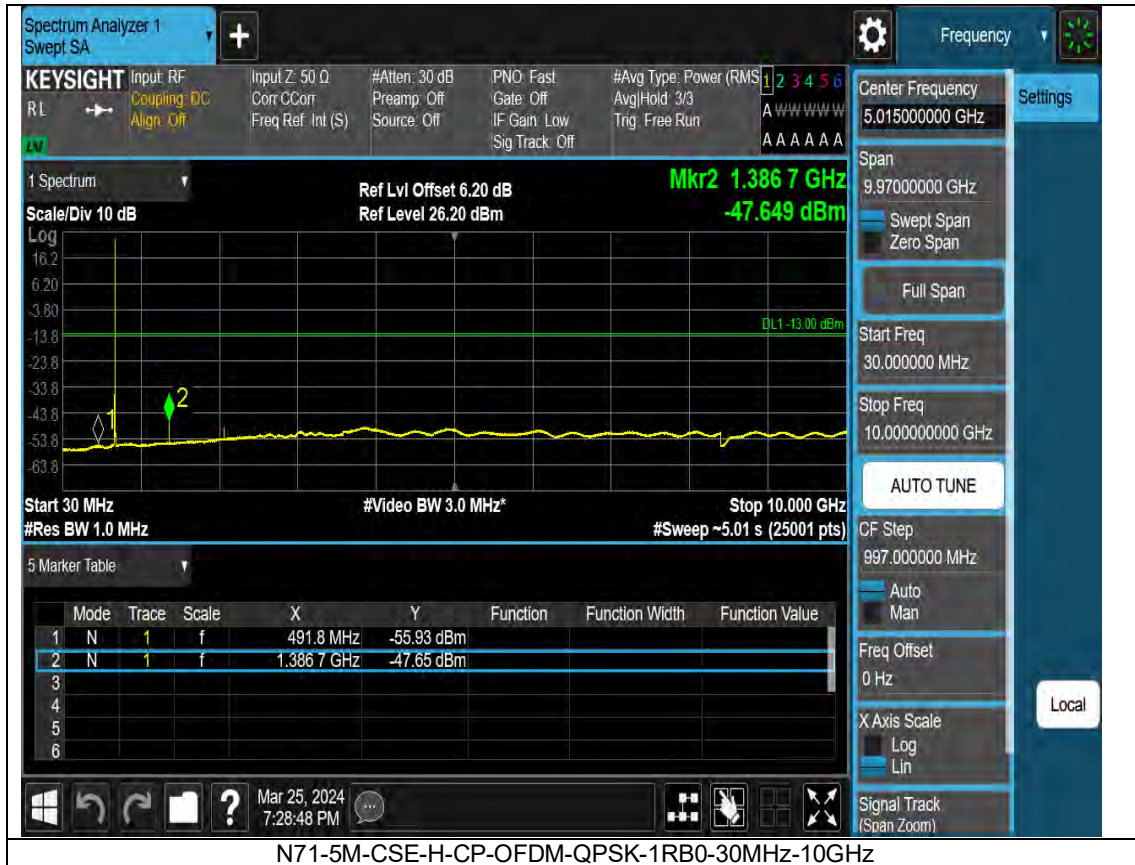 Spectrum Analyzer 1
Swept SA
Frequency
KEYSIGHT
RL
LXI
Input: RF
Coupling: DC
Align: Off
Input Z: 50 Ω
Corr CCorr
Freq Ref: Int (S)
#Atten: 30 dB
Preamp: Off
Source: Off
PNO: Fast
Gate: Off
IF Gain: Low
Sig Track: Off
#Avg Type: Power (RMS
Avg|Hold: 3/3
Trig: Free Run
1 2 3 4 5 6
A W W W W W
A A A A A A
Center Frequency
5.015000000 GHz
Settings
Span
9.97000000 GHz
Swept Span
Zero Span
Full Span
Start Freq
30.000000 MHz
Stop Freq
10.000000000 GHz
AUTO TUNE
CF Step
997.000000 MHz
Auto
Man
Freq Offset
0 Hz
X Axis Scale
Log
Lin
Signal Track
(Span Zoom)
Local
1 Spectrum
Scale/Div 10 dB
Ref Lvl Offset 6.20 dB
Ref Level 26.20 dBm
Mkr2 1.386 7 GHz
-47.649 dBm
Log
16.2
6.20
-3.80
-13.8
-23.8
-33.8
-43.8
-53.8
-63.8
DL1 -13.00 dBm
1
2
Start 30 MHz
#Res BW 1.0 MHz
#Video BW 3.0 MHz*
Stop 10.000 GHz
#Sweep ~5.01 s (25001 pts)
5 Marker Table
Mode Trace Scale X Y Function Function Width Function Value
1 N 1 f 491.8 MHz -55.93 dBm
2 N 1 f 1.386 7 GHz -47.65 dBm
3
4
5
6
?
Mar 25, 2024
7:28:48 PM
N71-5M-CSE-H-CP-OFDM-QPSK-1RB0-30MHz-10GHz